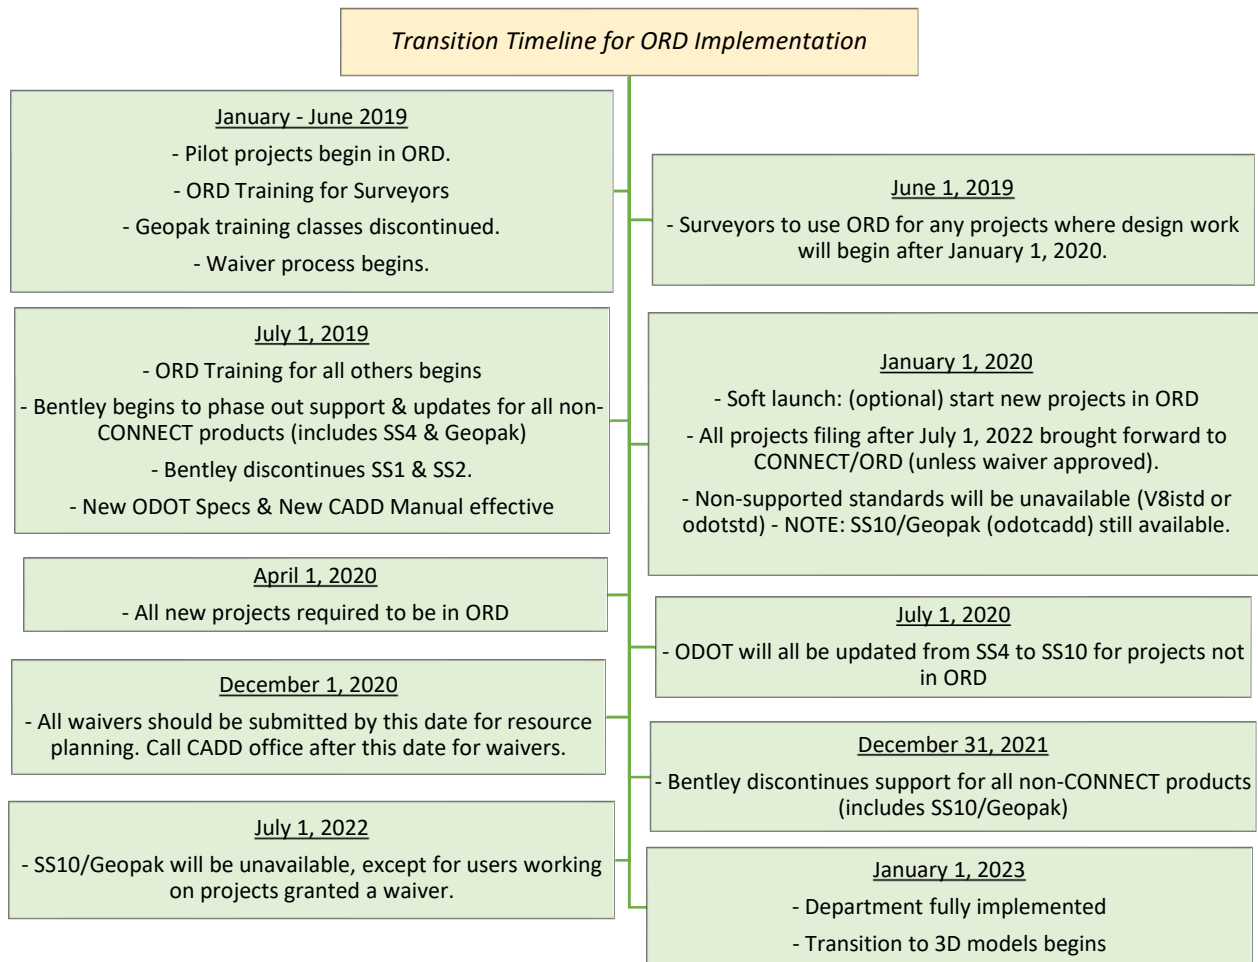 Transition Timeline for ORD Implementation
January - June 2019
- Pilot projects begin in ORD.
- ORD Training for Surveyors
- Geopak training classes discontinued.
- Waiver process begins.
June 1, 2019
- Surveyors to use ORD for any projects where design work
will begin after January 1, 2020.
July 1, 2019
- ORD Training for all others begins
- Bentley begins to phase out support & updates for all non-
CONNECT products (includes SS4 & Geopak)
- Bentley discontinues SS1 & SS2.
- New ODOT Specs & New CADD Manual effective
January 1, 2020
- Soft launch: (optional) start new projects in ORD
- All projects filing after July 1, 2022 brought forward to
CONNECT/ORD (unless waiver approved).
- Non-supported standards will be unavailable (V8istd or
odotstd) - NOTE: SS10/Geopak (odotcadd) still available.
April 1, 2020
- All new projects required to be in ORD
July 1, 2020
- ODOT will all be updated from SS4 to SS10 for projects not
in ORD
December 1, 2020
- All waivers should be submitted by this date for resource
planning. Call CADD office after this date for waivers.
December 31, 2021
- Bentley discontinues support for all non-CONNECT products
(includes SS10/Geopak)
July 1, 2022
- SS10/Geopak will be unavailable, except for users working
on projects granted a waiver.
January 1, 2023
- Department fully implemented
- Transition to 3D models begins